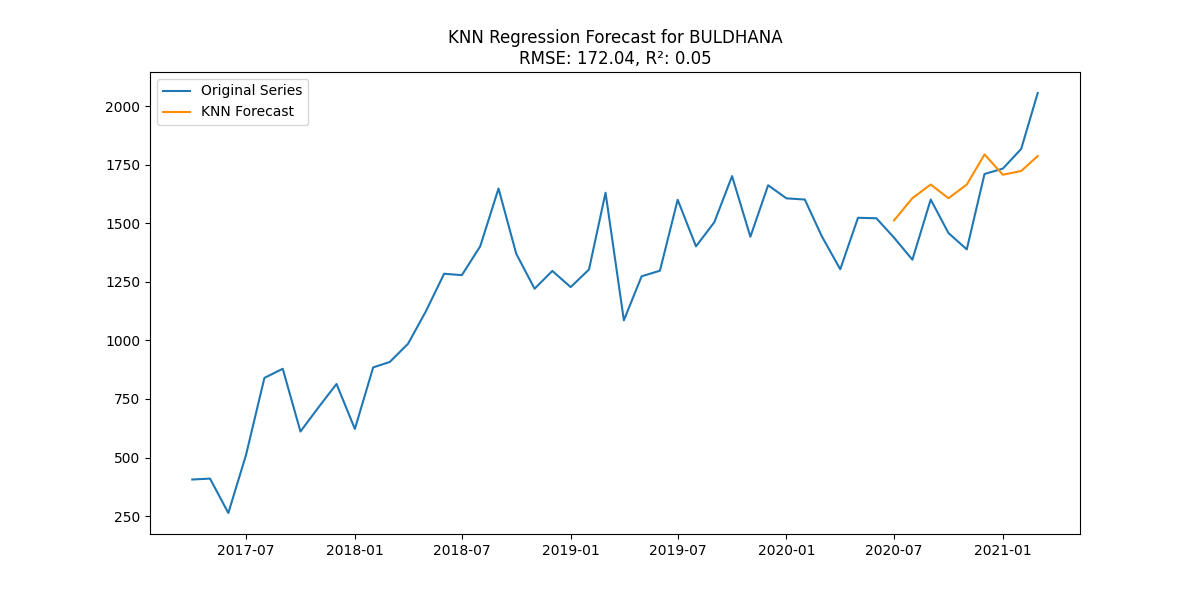 KNN Regression Forecast for BULDHANA
RMSE: 172.04, R²: 0.05
Original Series
KNN Forecast
2000
1750
1500
1250
1000
750
500
250
2017-07 2018-01 2018-07 2019-01 2019-07 2020-01 2020-07 2021-01